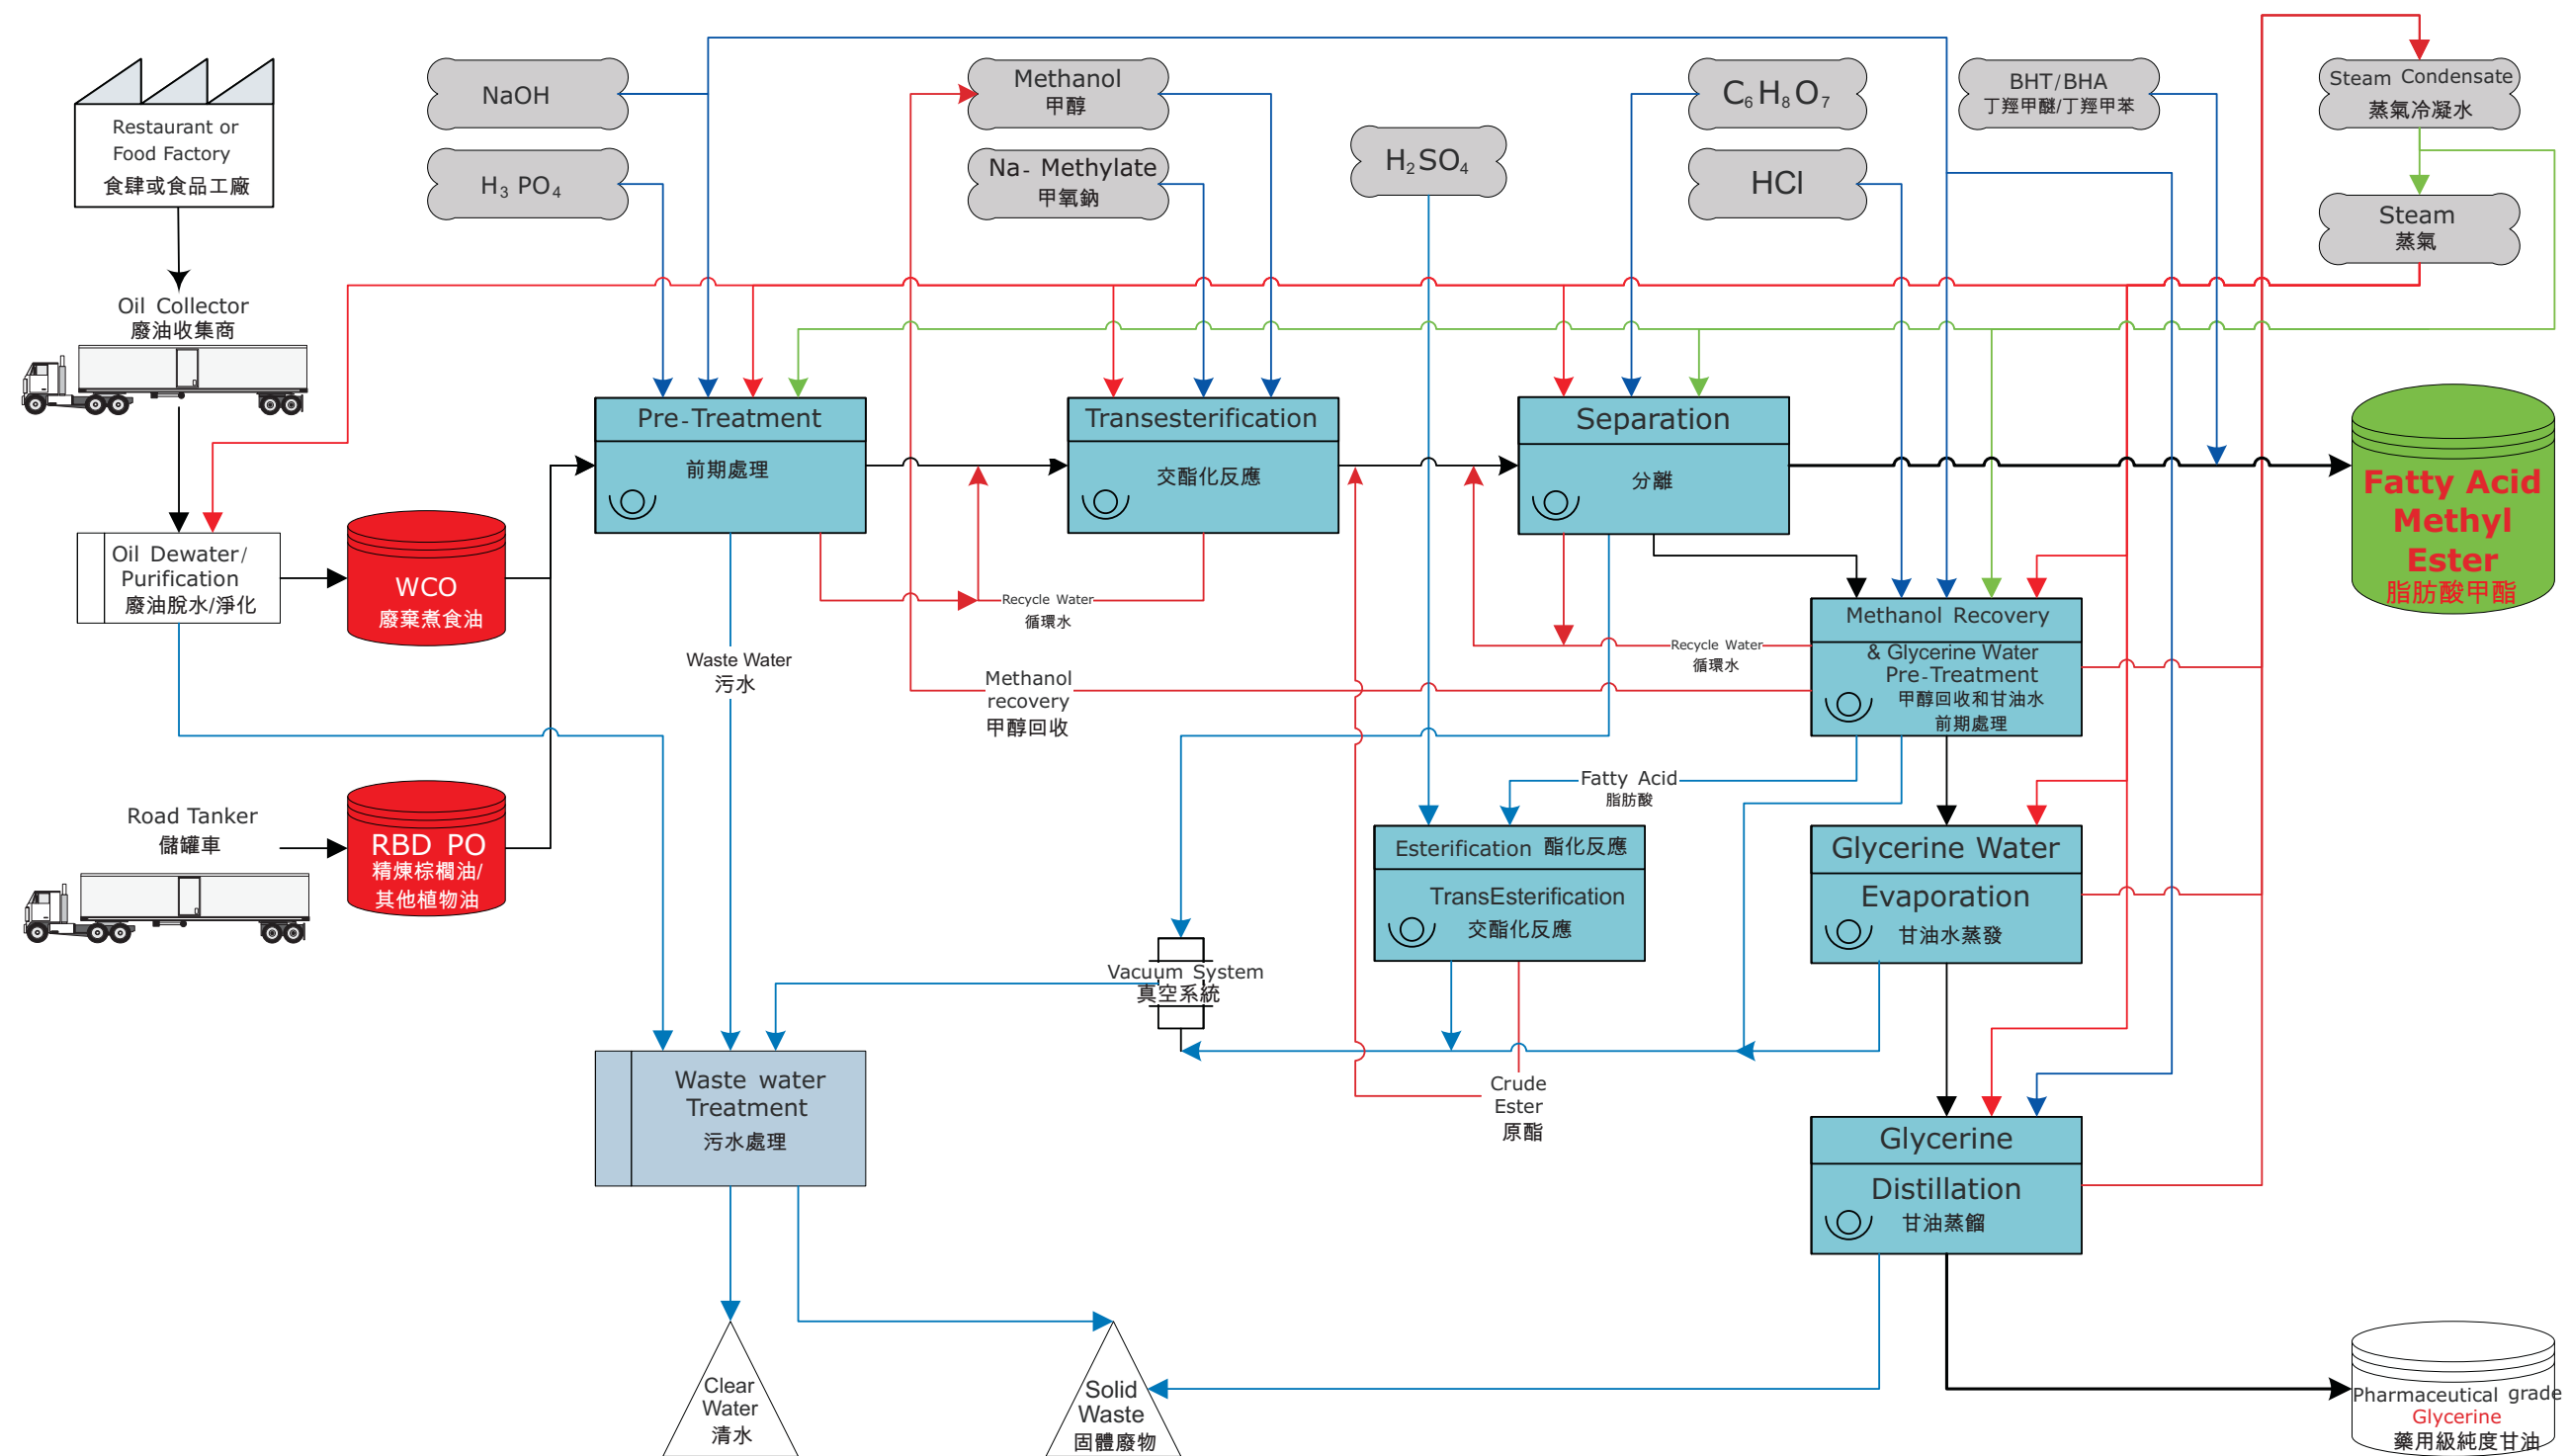 Restaurant or
Food Factory
食肆或食品工廠
NaOH
H₃ PO₄
Methanol
甲醇
Na- Methylate
甲氧鈉
H₂SO₄
C₆H₈O₇
HCl
BHT/BHA
丁羥甲醚/丁羥甲苯
Steam Condensate
蒸氣冷凝水
Steam
蒸氣
Oil Collector
廢油收集商
Pre-Treatment
前期處理
Transesterification
交酯化反應
Separation
分離
Fatty Acid
Methyl
Ester
脂肪酸甲酯
Oil Dewater/
Purification
廢油脫水/淨化
WCO
廢棄煮食油
Recycle Water
循環水
Waste Water
污水
Methanol
recovery
甲醇回收
Recycle Water
循環水
Methanol Recovery
& Glycerine Water
Pre-Treatment
甲醇回收和甘油水
前期處理
Road Tanker
儲罐車
RBD PO
精煉棕櫚油/
其他植物油
Fatty Acid
脂肪酸
Esterification 酯化反應
TransEsterification
交酯化反應
Glycerine Water
Evaporation
甘油水蒸發
Vacuum System
真空系統
Waste water
Treatment
污水處理
Crude
Ester
原酯
Glycerine
Distillation
甘油蒸餾
Clear
Water
清水
Solid
Waste
固體廢物
Pharmaceutical grade
Glycerine
藥用級純度甘油